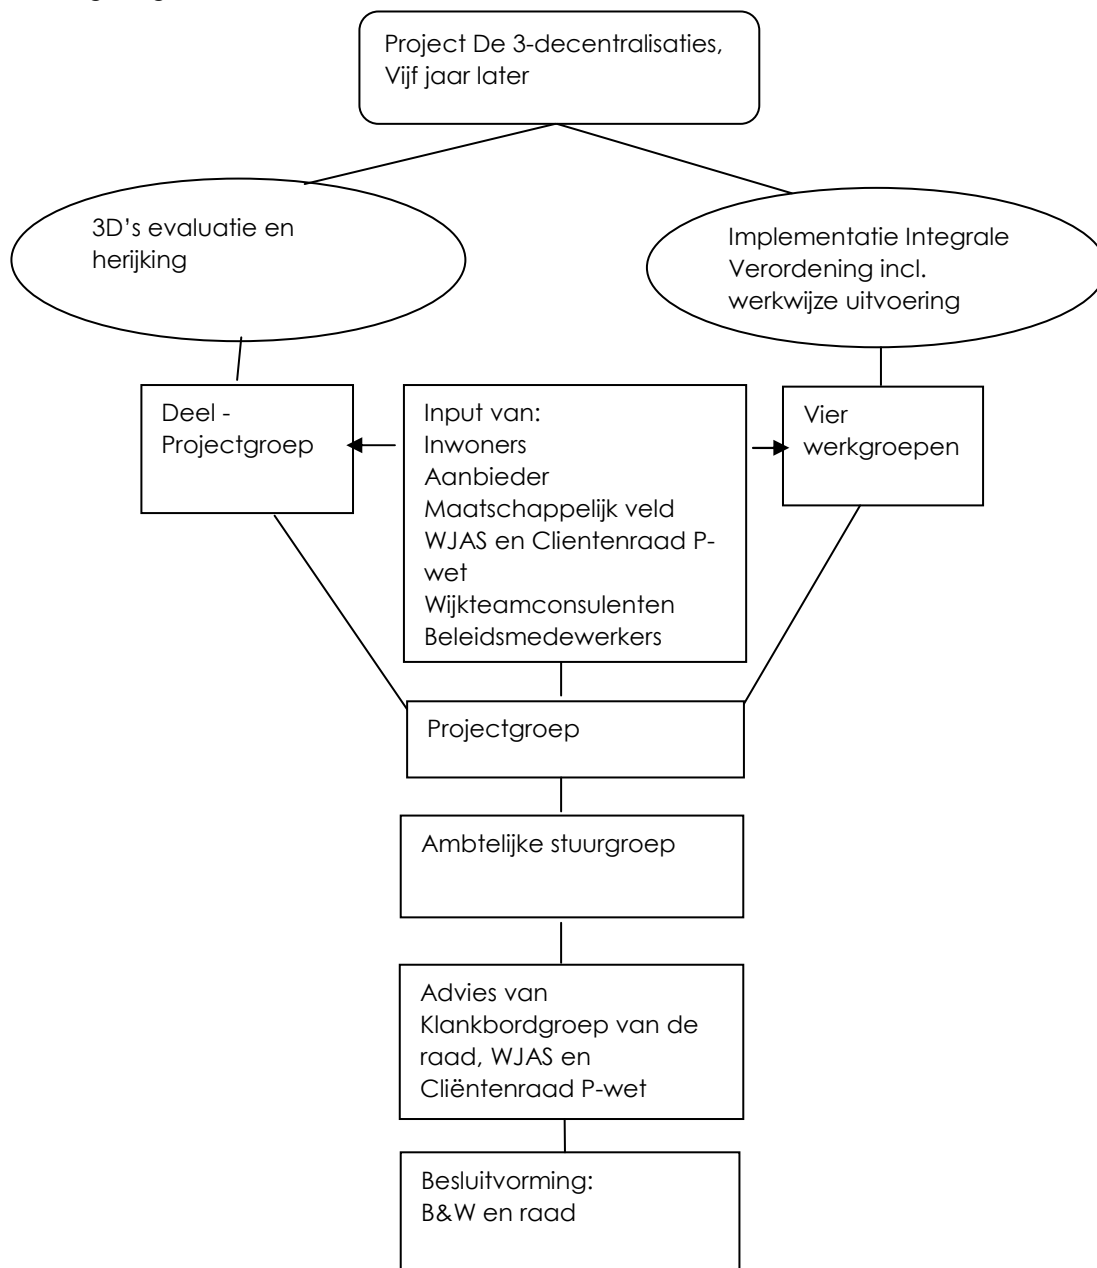 Project De 3-decentralisaties,
Vijf jaar later
3D's evaluatie en
herijking
Implementatie Integrale
Verordening incl.
werkwijze uitvoering
Deel -
Projectgroep
Input van:
Inwoners
Aanbieder
Maatschappelijk veld
WJAS en Clientenraad P-
wet
Wijkteamconsulenten
Beleidsmedewerkers
Vier
werkgroepen
Projectgroep
Ambtelijke stuurgroep
Advies van
Klankbordgroep van de
raad, WJAS en
Cliëntenraad P-wet
Besluitvorming:
B&W en raad